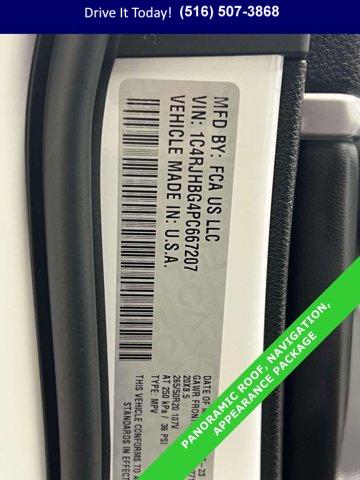 Drive It Today! (516) 507-3868
MFD BY: FCA US LLC
VIN: 1C4RJHBG4PC667207
VEHICLE MADE IN: U.S.A.
DATE OF
GAWR FRONT
20X8.5
265/50R20 107V
AT 250 kPa / 36 PSI
TYPE: MPV
THIS VEHICLE CONFORMS TO
STANDARDS IN EFFECT
PANORAMIC ROOF, NAVIGATION,
APPEARANCE PACKAGE